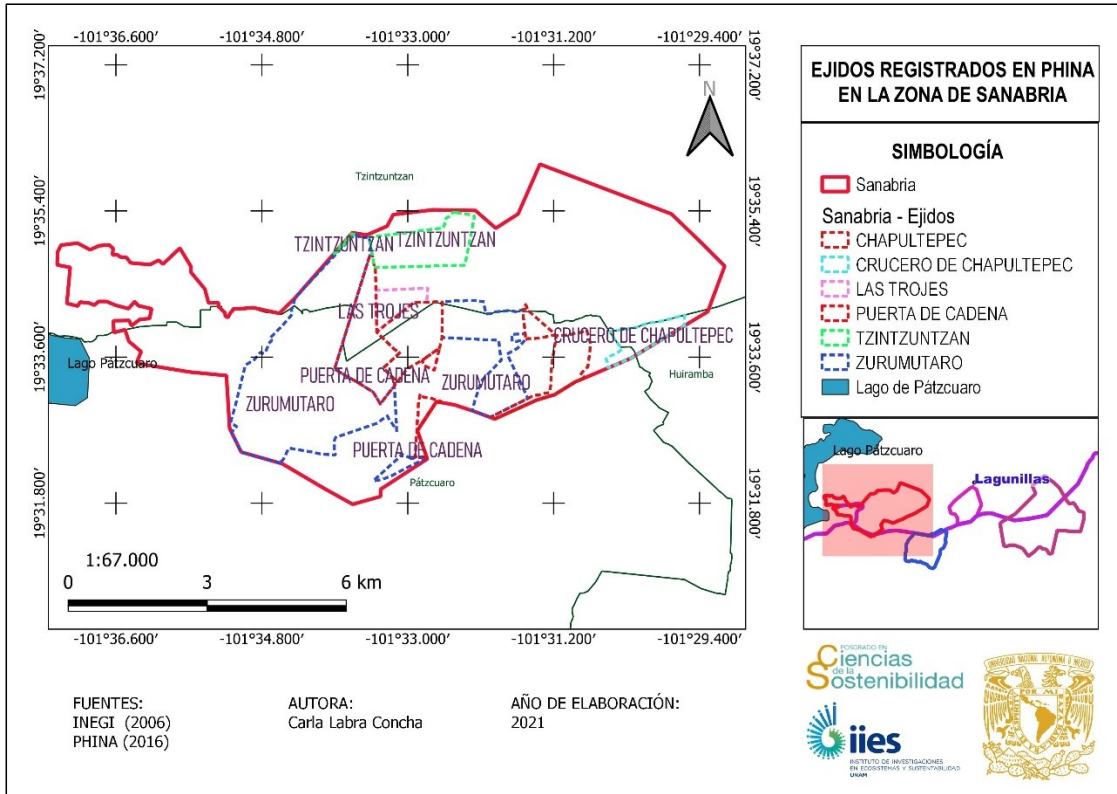 -101°36.600′ -101°34.800′ -101°33.000′ -101°31.200′ -101°29.400′
19°37.200′
19°37.200′
N
Tzintzuntzan
19°35.400′
19°35.400′
TZINTZUNTZAN
TZINTZUNTZAN
LAS TROJES
CRUCERO DE CHAPULTEPEC
19°33.600′
19°33.600′
Lago Pátzcuaro
PUERTA DE CADENA
ZURUMUTARO
Huiramba
ZURUMUTARO
PUERTA DE CADENA
Pátzcuaro
19°31.800′
19°31.800′
1:67.000
0 3 6 km
-101°36.600′ -101°34.800′ -101°33.000′ -101°31.200′ -101°29.400′
FUENTES:
INEGI (2006)
PHINA (2016)
AUTORA:
Carla Labra Concha
AÑO DE ELABORACIÓN:
2021
EJIDOS REGISTRADOS EN PHINA
EN LA ZONA DE SANABRIA
SIMBOLOGÍA
Sanabria
Sanabria - Ejidos
CHAPULTEPEC
CRUCERO DE CHAPULTEPEC
LAS TROJES
PUERTA DE CADENA
TZINTZUNTZAN
ZURUMUTARO
Lago de Pátzcuaro
Lago Pátzcuaro
Lagunillas
POSGRADO EN
Ciencias
de la
Sostenibilidad
iies
INSTITUTO DE INVESTIGACIONES
EN ECOSISTEMAS Y SUSTENTABILIDAD
UNAM